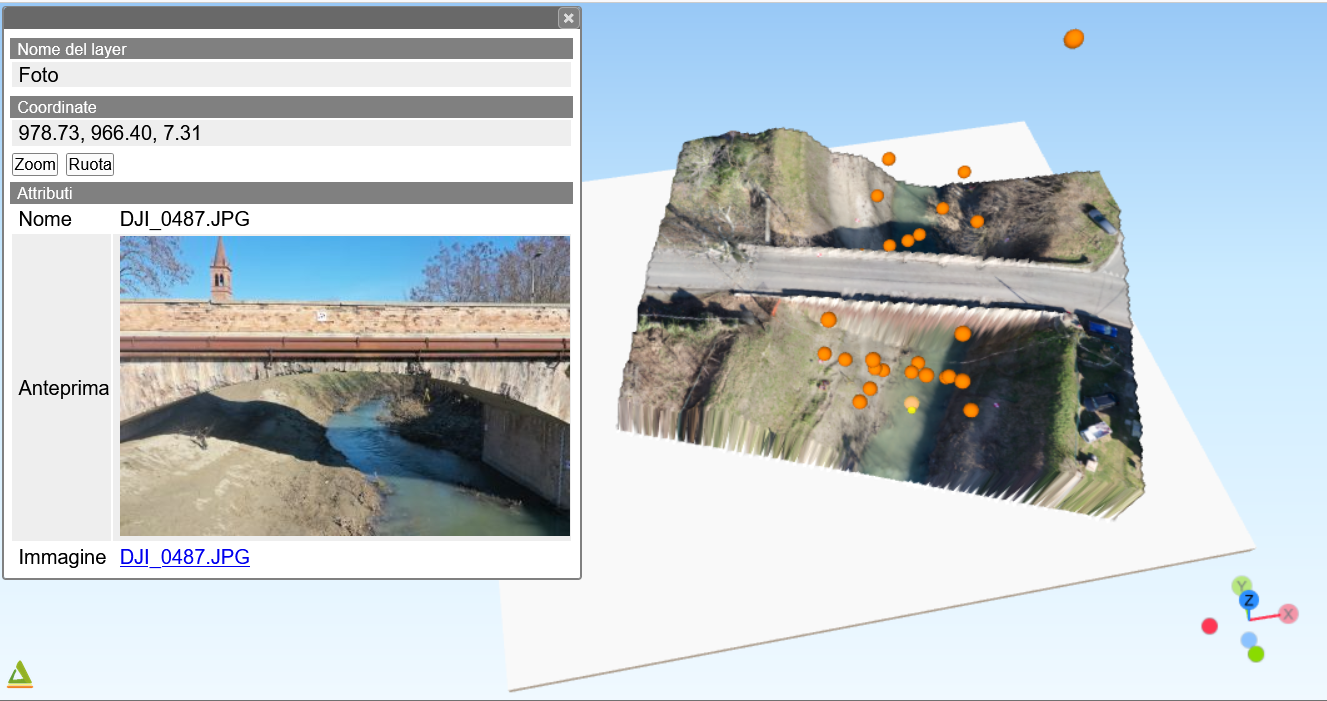 Nome del layer
Foto
Coordinate
978.73, 966.40, 7.31
Zoom Ruota
Attributi
Nome DJI_0487.JPG
Anteprima
Immagine DJI_0487.JPG
Y
Z
X